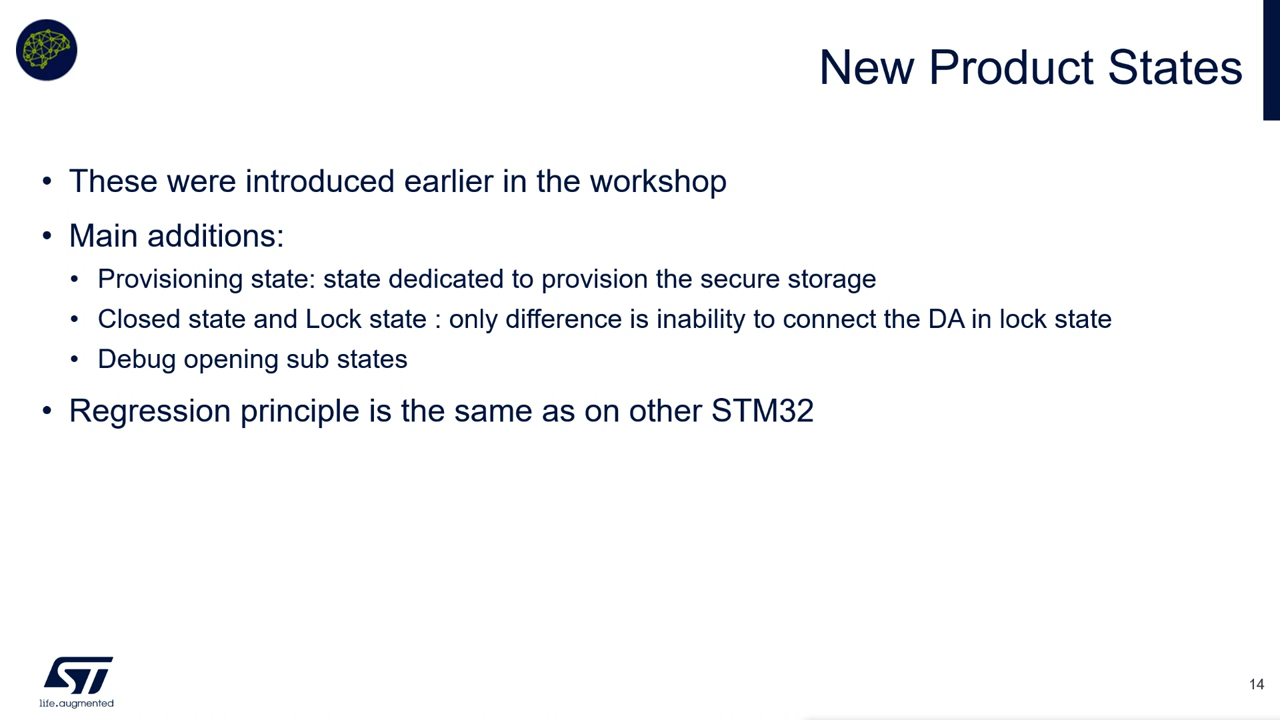 New Product States
• These were introduced earlier in the workshop
• Main additions:
• Provisioning state: state dedicated to provision the secure storage
• Closed state and Lock state : only difference is inability to connect the DA in lock state
• Debug opening sub states
• Regression principle is the same as on other STM32
ST
life.augmented
14